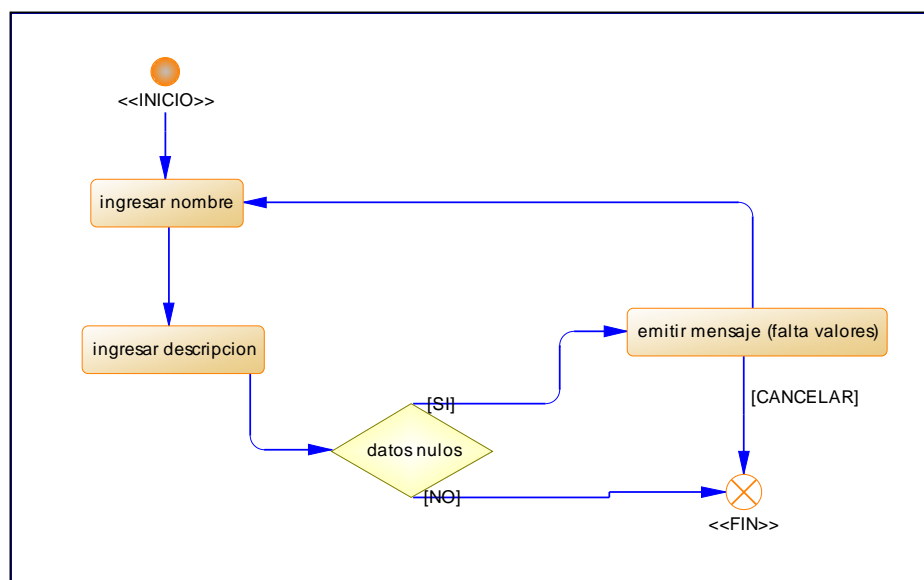 <<INICIO>>
ingresar nombre
ingresar descripcion
emitir mensaje (falta valores)
[CANCELAR]
[SI]
datos nulos
[NO]
<<FIN>>